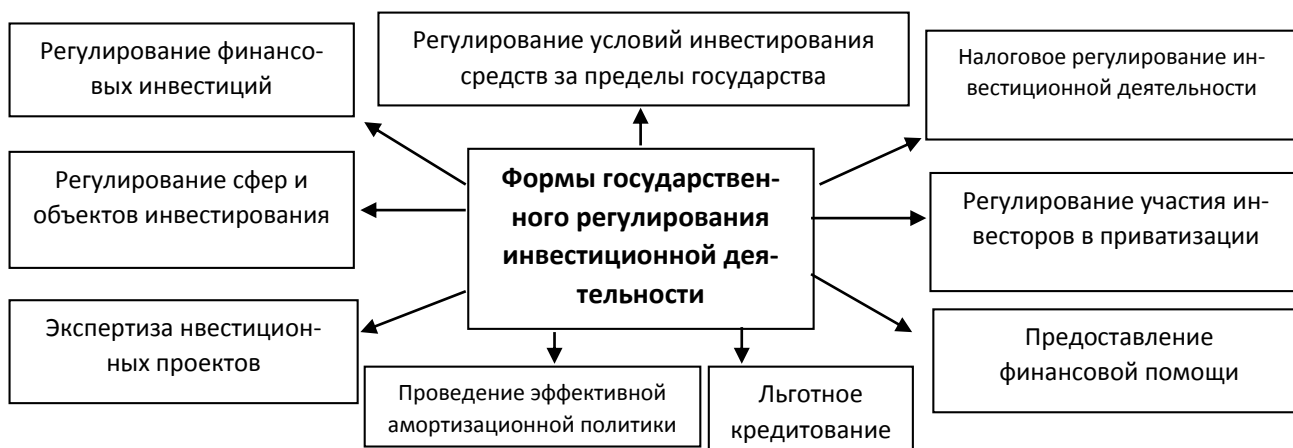 Регулирование финансо-
вых инвестиций
Регулирование условий инвестирования
средств за пределы государства
Налоговое регулирование ин-
вестиционной деятельности
Регулирование сфер и
объектов инвестирования
Формы государствен-
ного регулирования
инвестиционной дея-
тельности
Регулирование участия ин-
весторов в приватизации
Экспертиза нвестицион-
ных проектов
Проведение эффективной
амортизационной политики
Льготное
кредитование
Предоставление
финансовой помощи